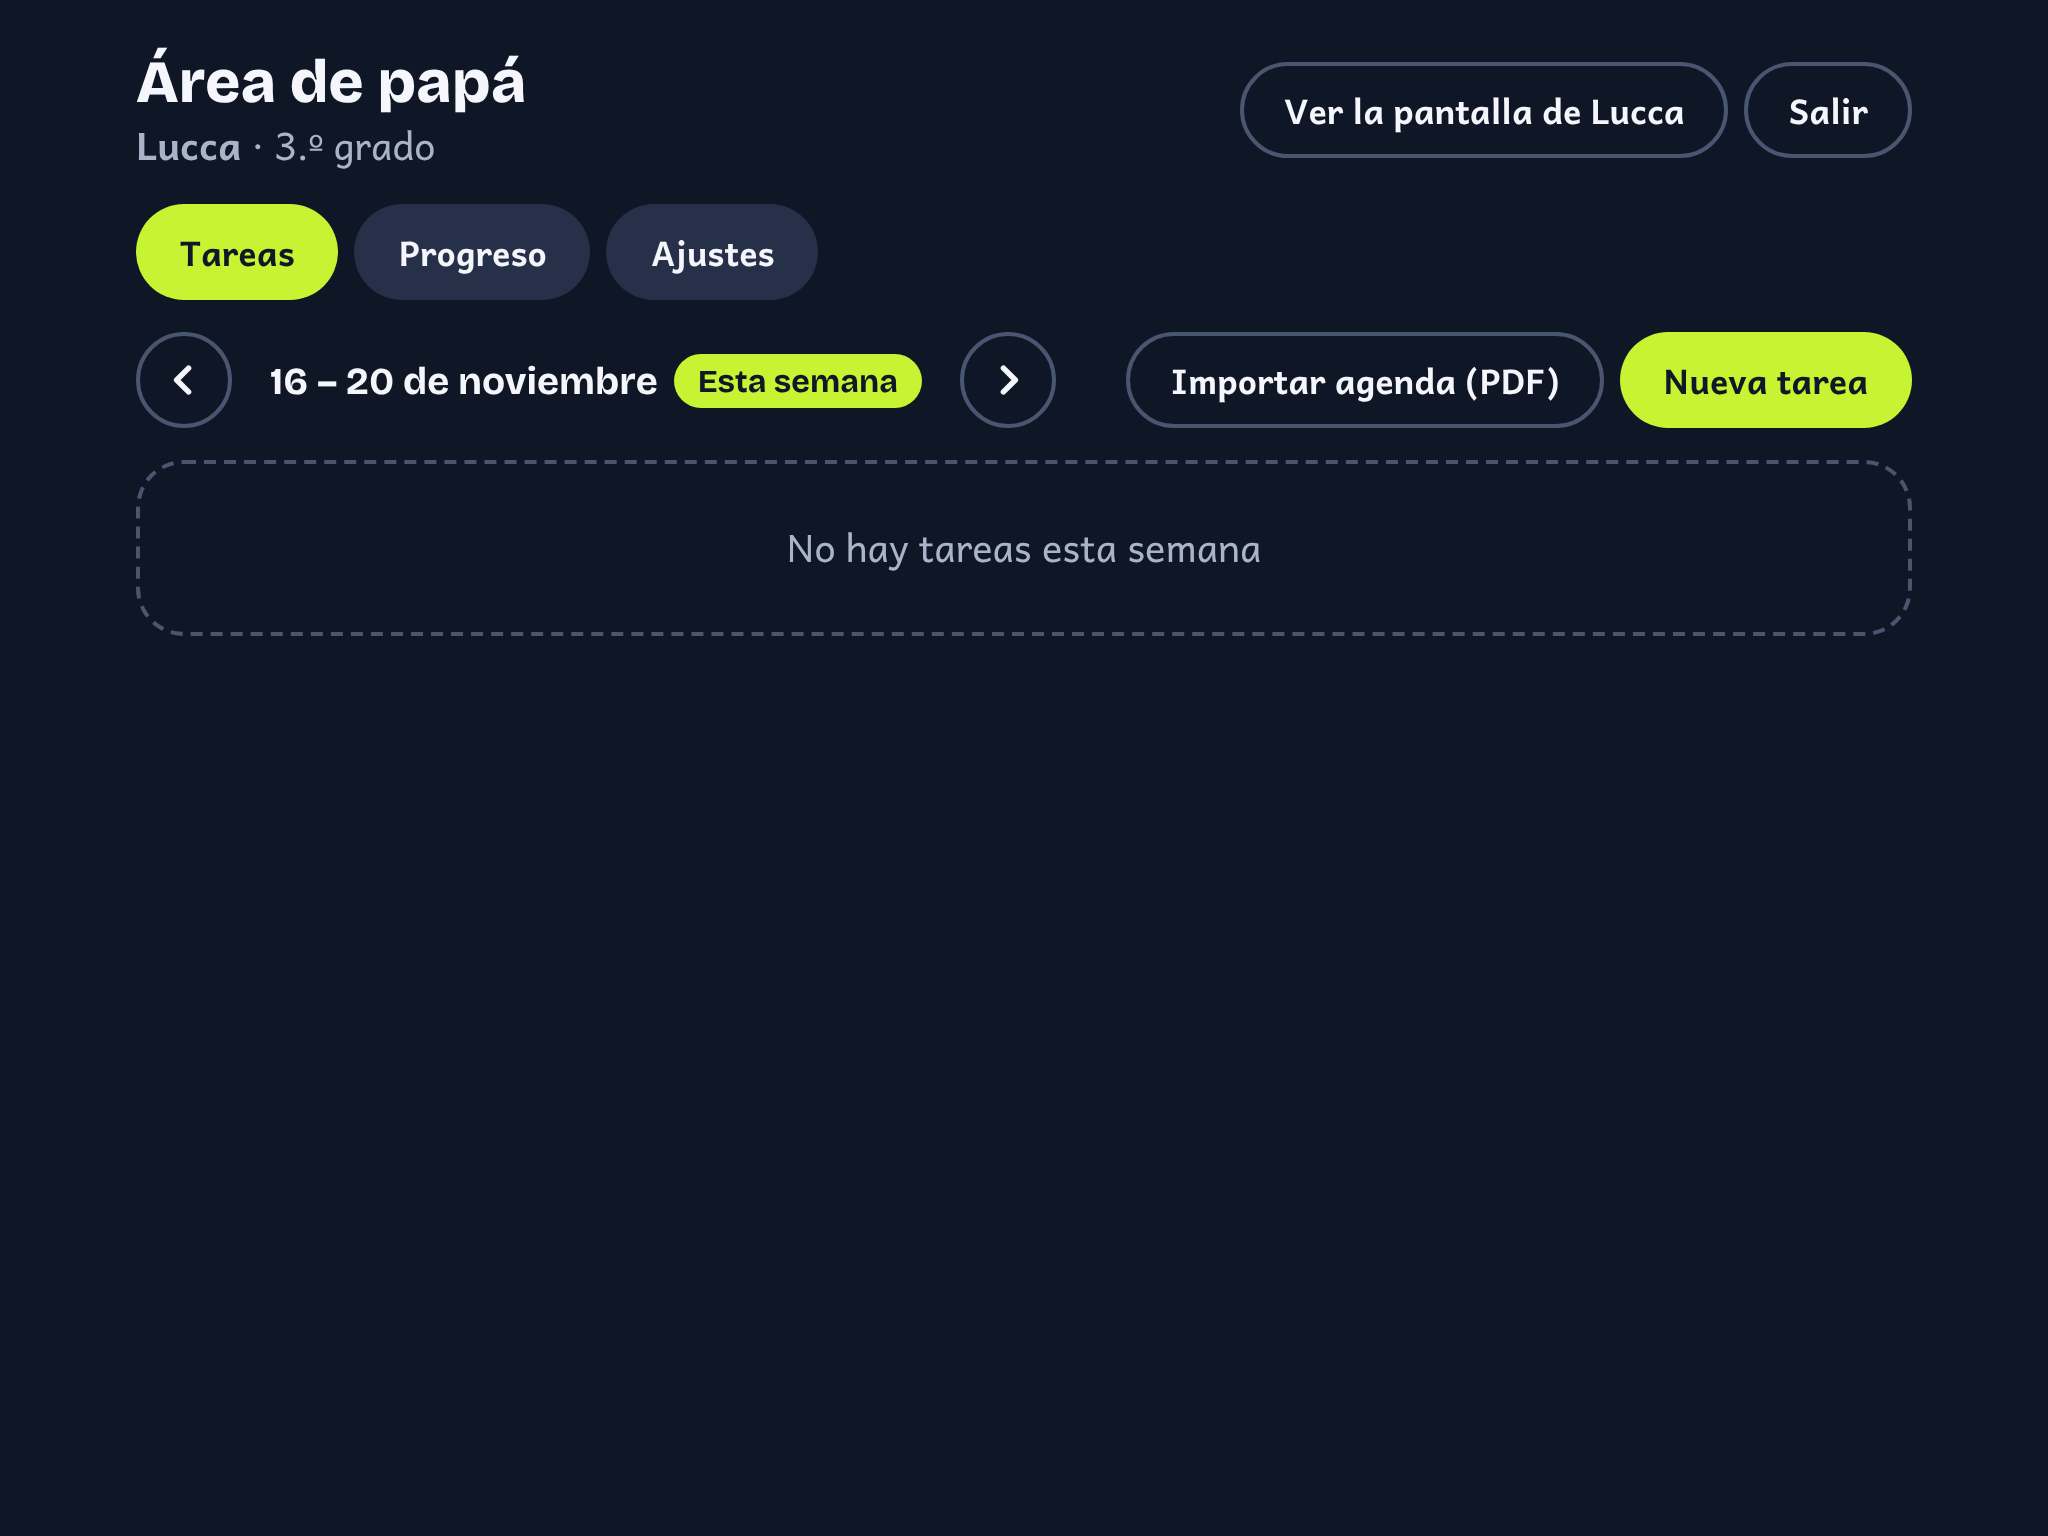 Área de papá
Lucca · 3.º grado
Ver la pantalla de Lucca
Salir
Tareas
Progreso
Ajustes
16 – 20 de noviembre
Esta semana
Importar agenda (PDF)
Nueva tarea
No hay tareas esta semana